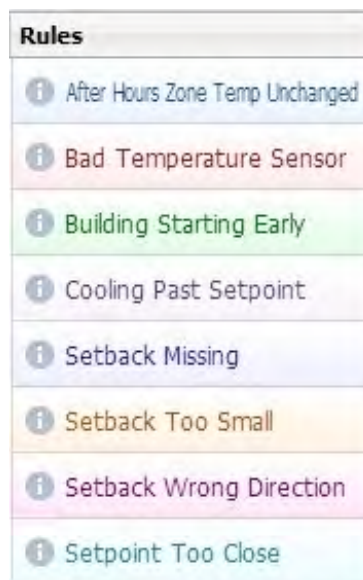 Rules
After Hours Zone Temp Unchanged
Bad Temperature Sensor
Building Starting Early
Cooling Past Setpoint
Setback Missing
Setback Too Small
Setback Wrong Direction
Setpoint Too Close